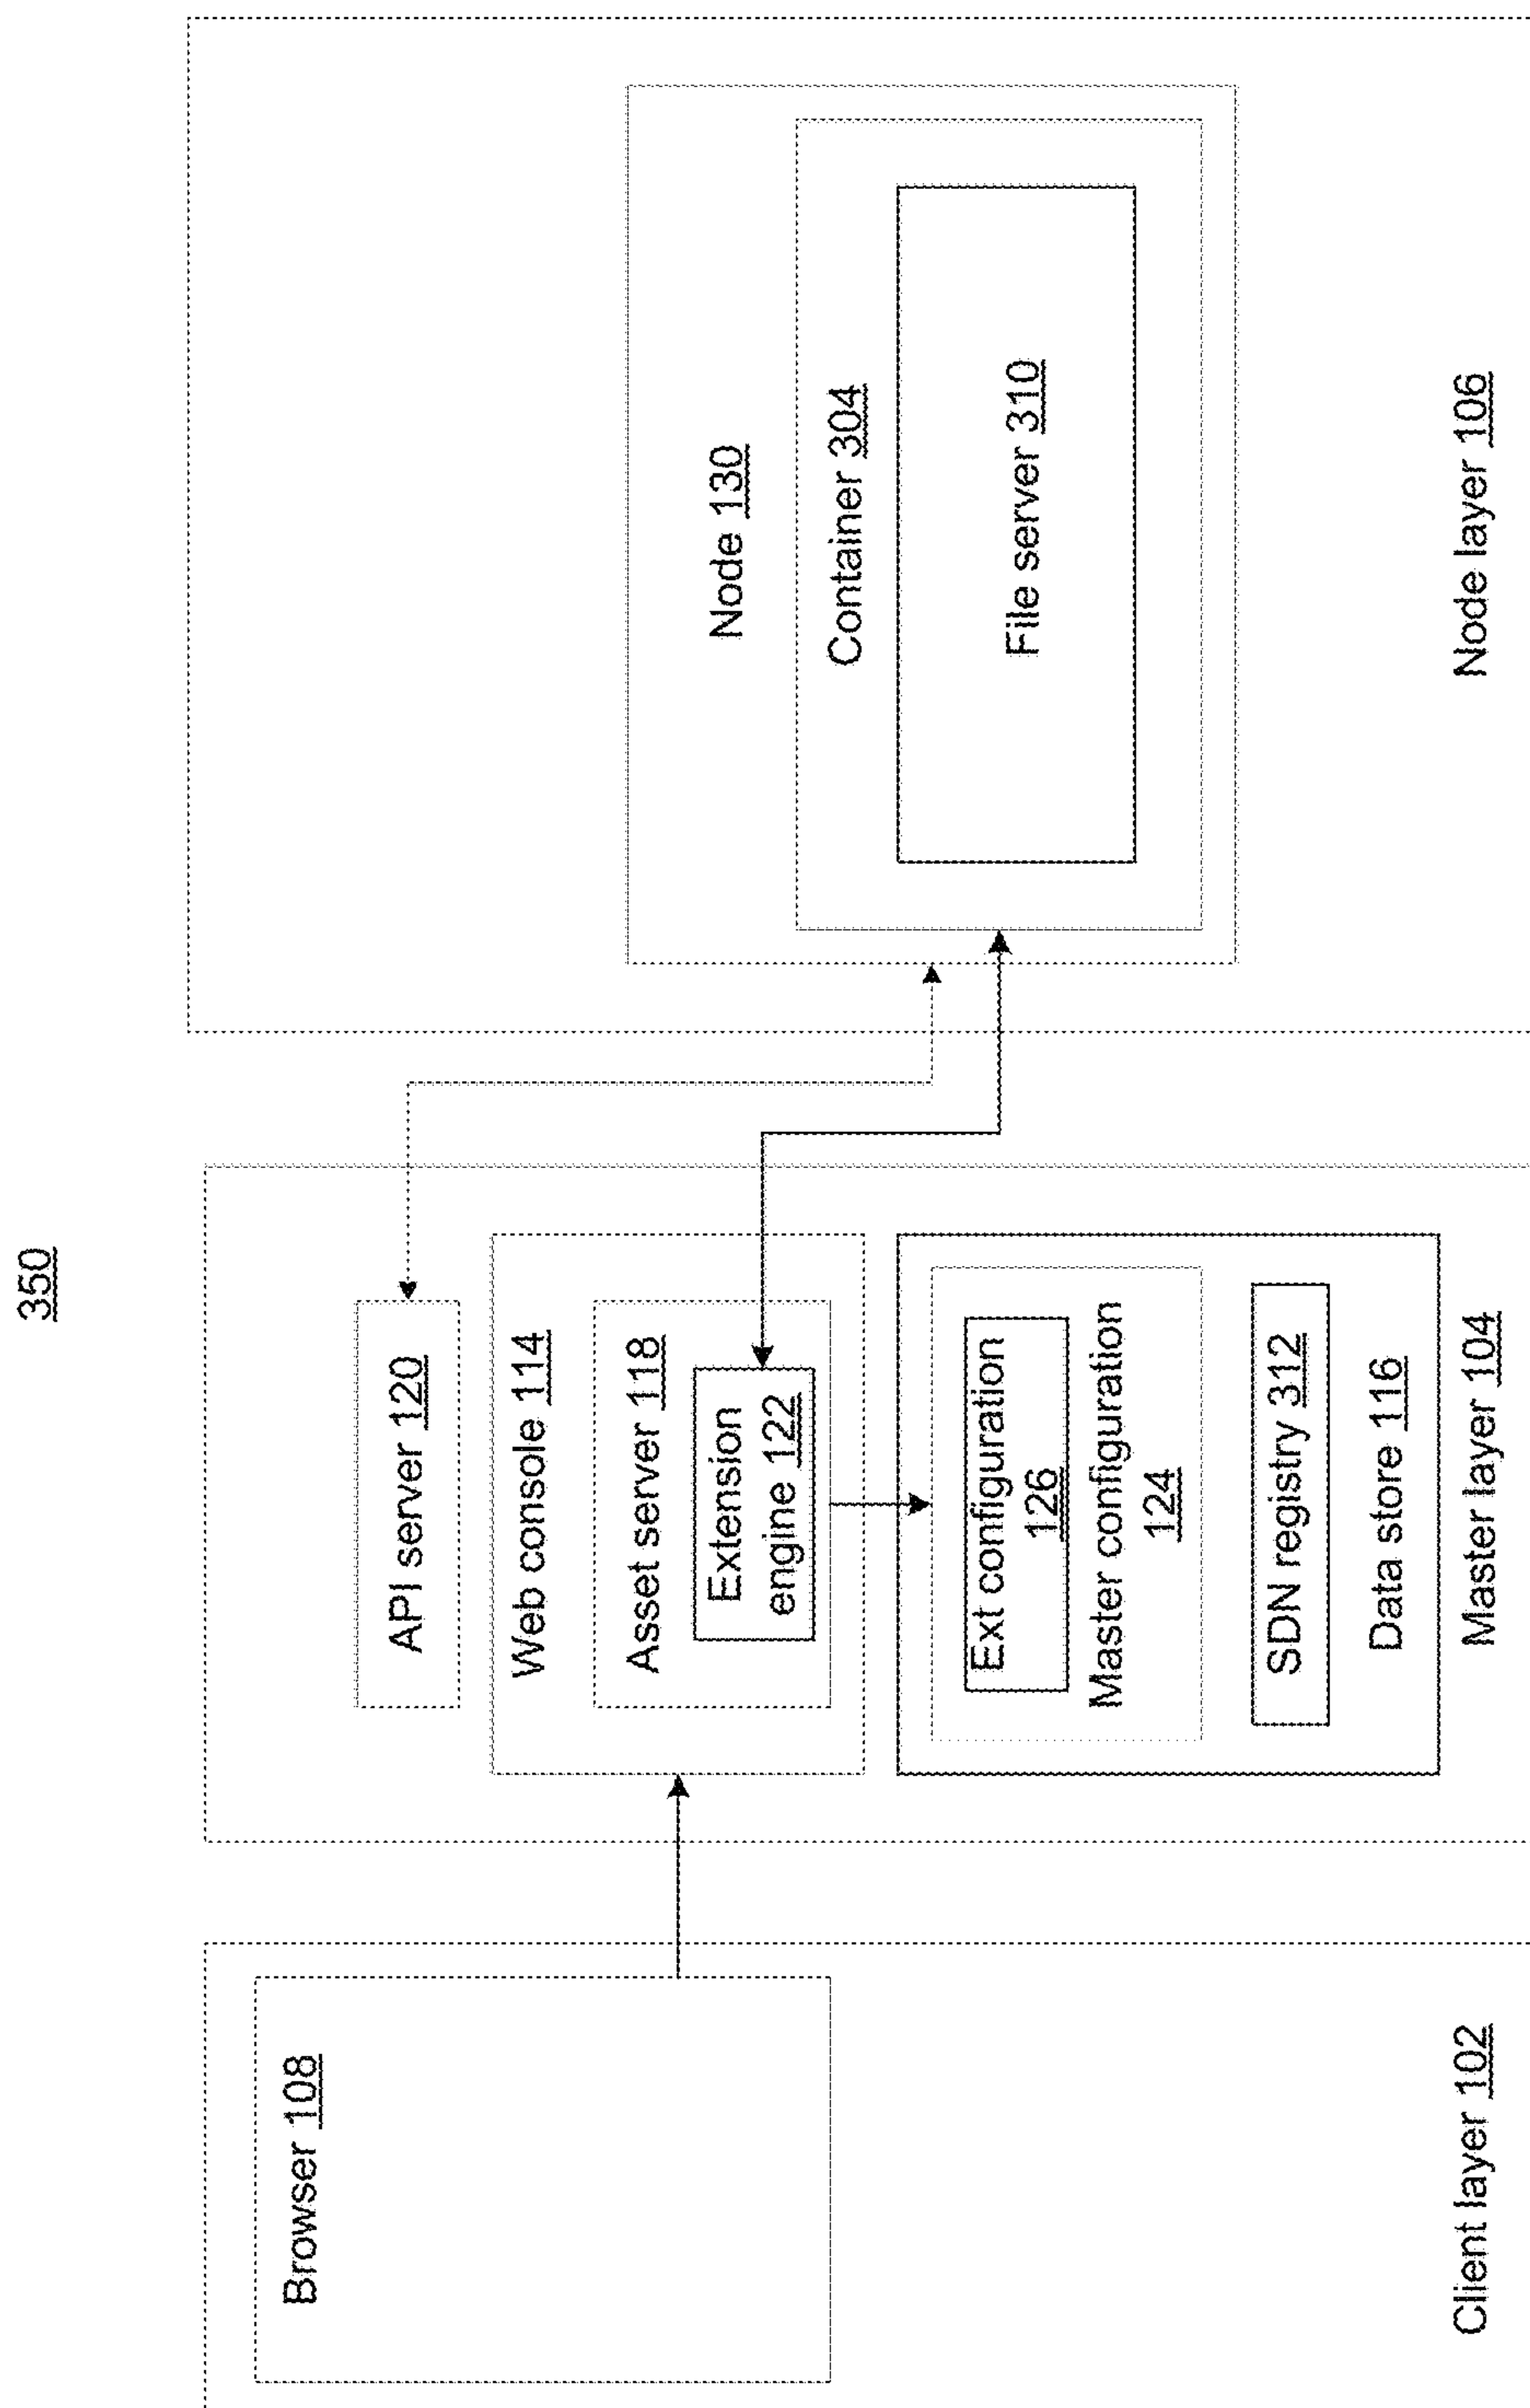 350
Browser 108
Client layer 102
API server 120
Web console 114
Asset server 118
Extension
engine 122
Ext configuration
126
Master configuration
124
SDN registry 312
Data store 116
Master layer 104
Node 130
Container 304
File server 310
Node layer 106